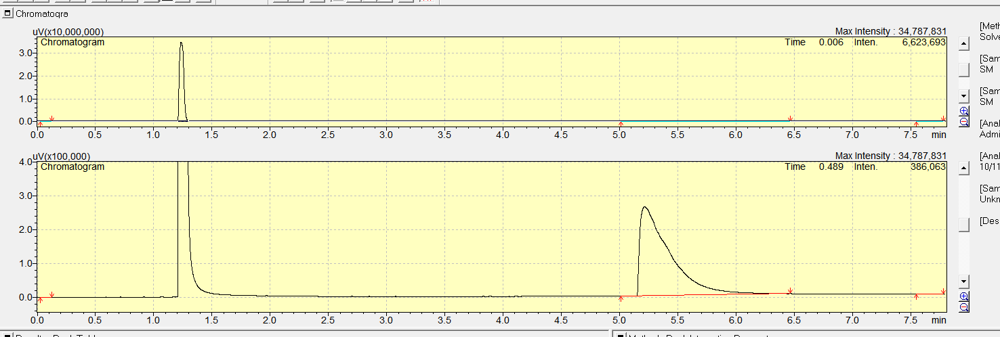 Chromatogra
uV(x10,000,000)
Max Intensity : 34,787,831
Chromatogram
Time 0.006 Inten. 6,623,693
3.0
2.0
1.0
0.0
0.0 0.5 1.0 1.5 2.0 2.5 3.0 3.5 4.0 4.5 5.0 5.5 6.0 6.5 7.0 7.5 min
uV(x100,000)
Max Intensity : 34,787,831
Chromatogram
Time 0.489 Inten. 386,063
4.0
3.0
2.0
1.0
0.0
0.0 0.5 1.0 1.5 2.0 2.5 3.0 3.5 4.0 4.5 5.0 5.5 6.0 6.5 7.0 7.5 min
[Meth
Solve
[Sam
SM
[Sam
SM
[Anal
Admi
[Anal
10/11
[Sam
Unkn
[Des